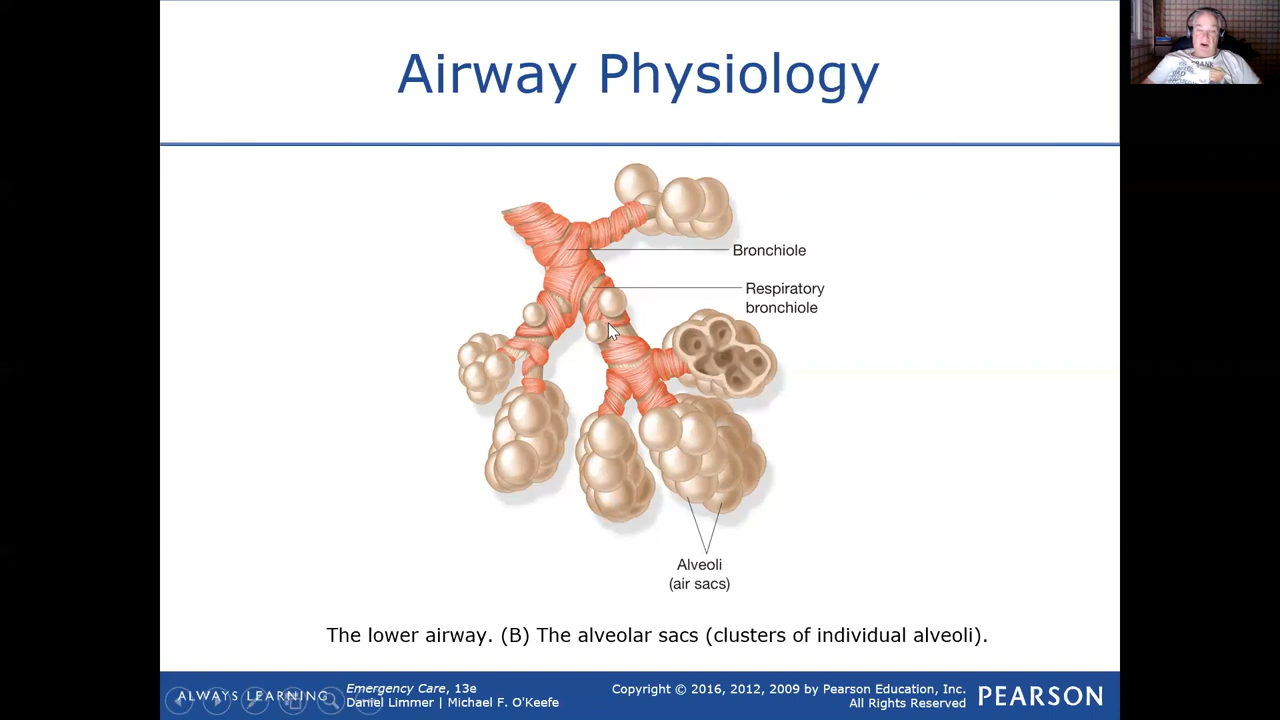 Airway Physiology
Bronchiole
Respiratory
bronchiole
Alveoli
(air sacs)
The lower airway. (B) The alveolar sacs (clusters of individual alveoli).
ALWAYS LEARNING
Emergency Care, 13e
Daniel Limmer | Michael F. O'Keefe
Copyright © 2016, 2012, 2009 by Pearson Education, Inc.
All Rights Reserved
PEARSON